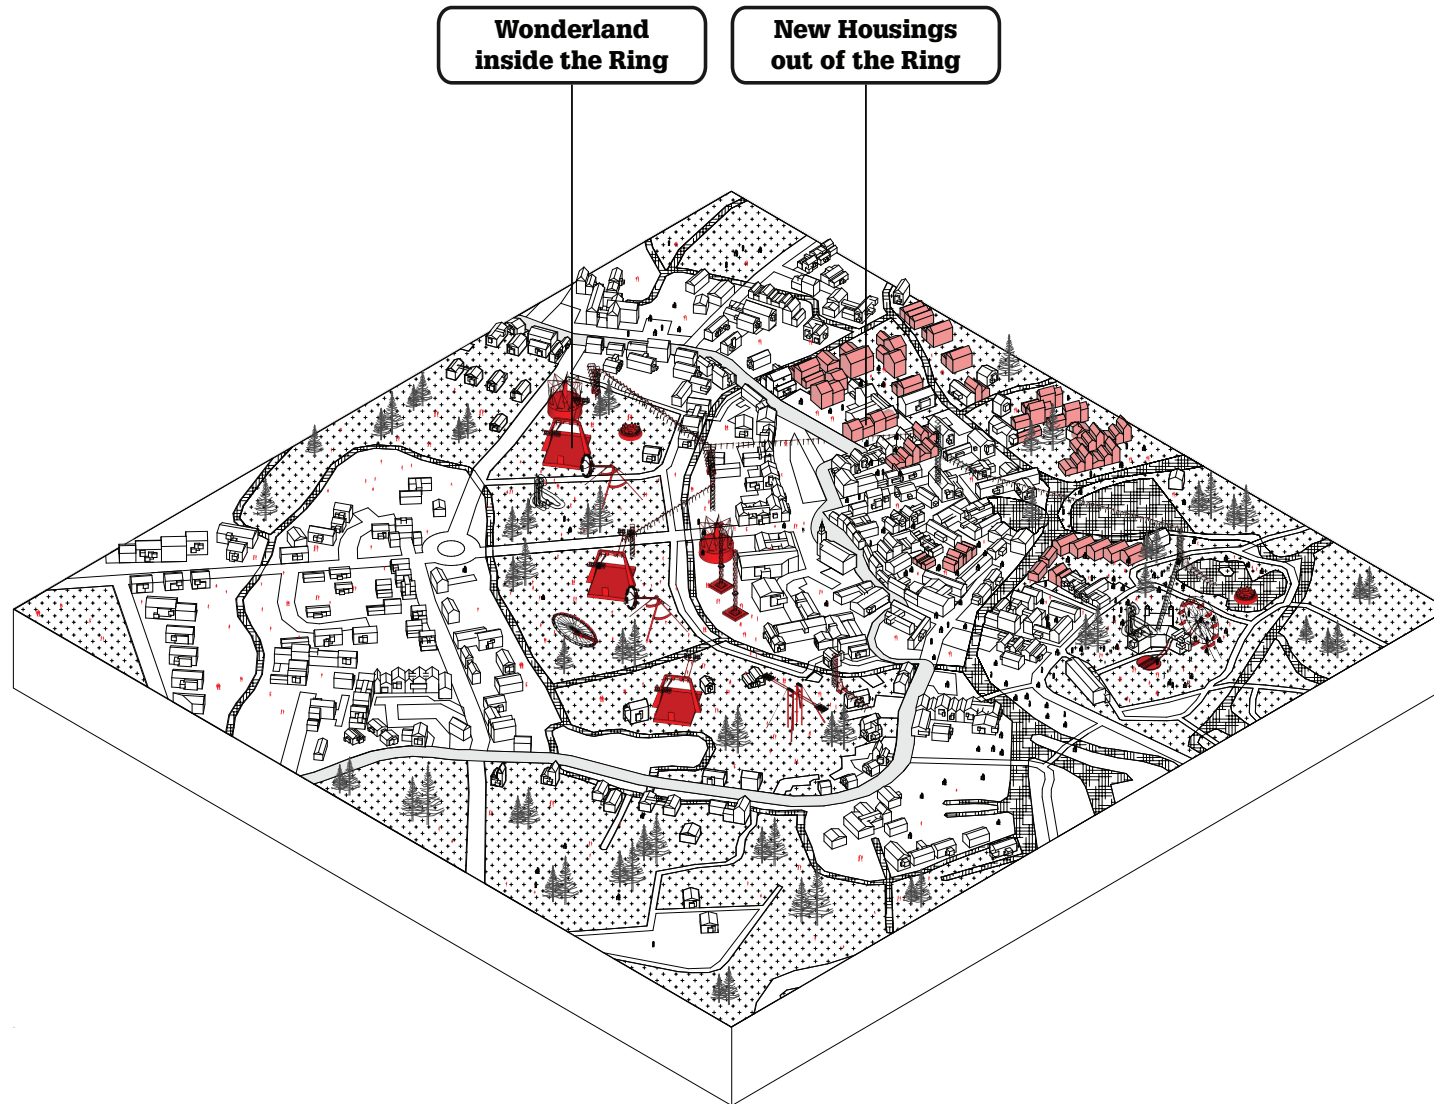 Wonderland
inside the Ring
New Housings
out of the Ring